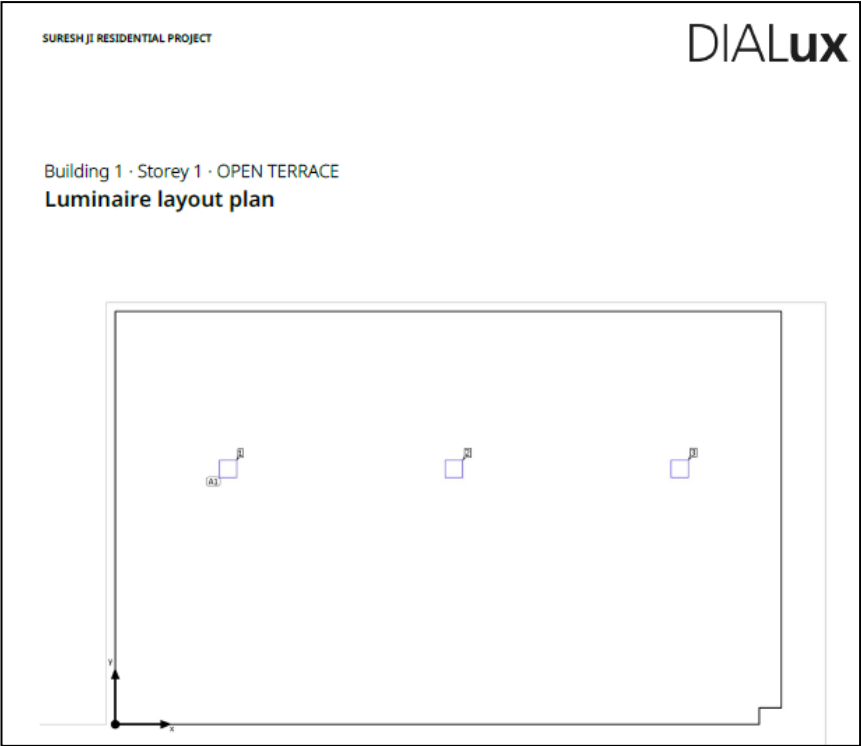 SURESH JI RESIDENTIAL PROJECT
DIALux
Building 1 · Storey 1 · OPEN TERRACE
Luminaire layout plan
1
2
3
A1
y
x